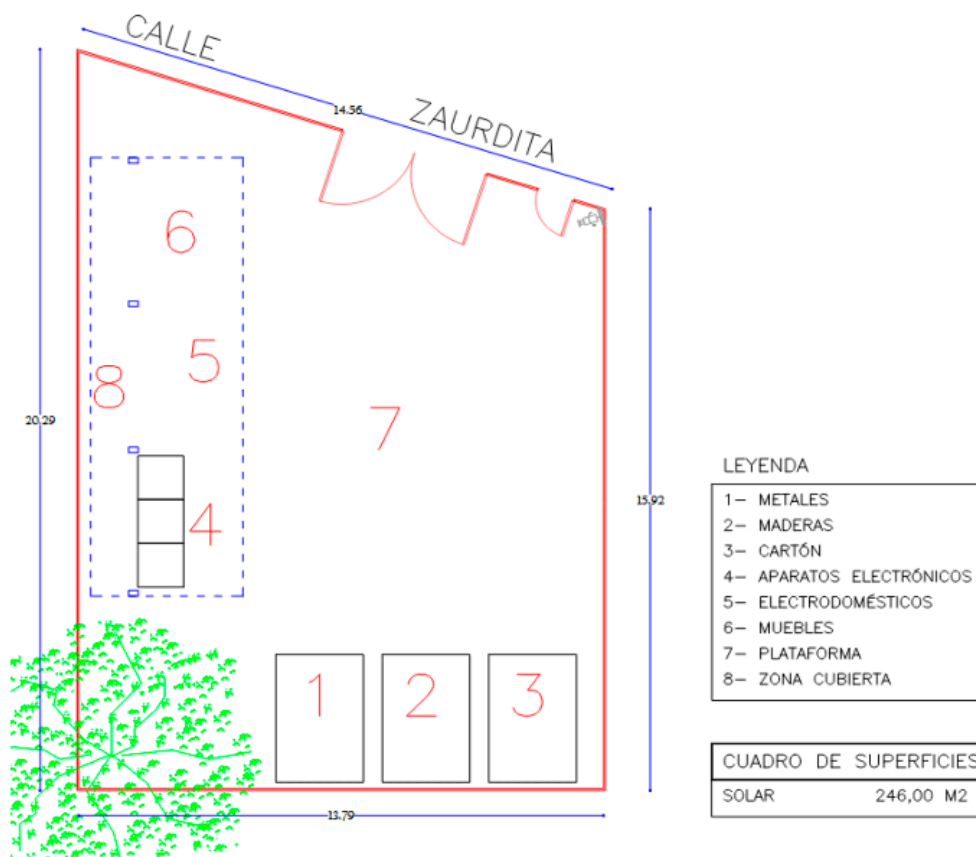 CALLE
ZAURDITA
14.56
20.29
15.92
13.79
6
5
8
7
4
1
2
3
LEYENDA
1– METALES
2– MADERAS
3– CARTÓN
4– APARATOS ELECTRÓNICOS
5– ELECTRODOMÉSTICOS
6– MUEBLES
7– PLATAFORMA
8– ZONA CUBIERTA
CUADRO DE SUPERFICIES
SOLAR 246,00 M2